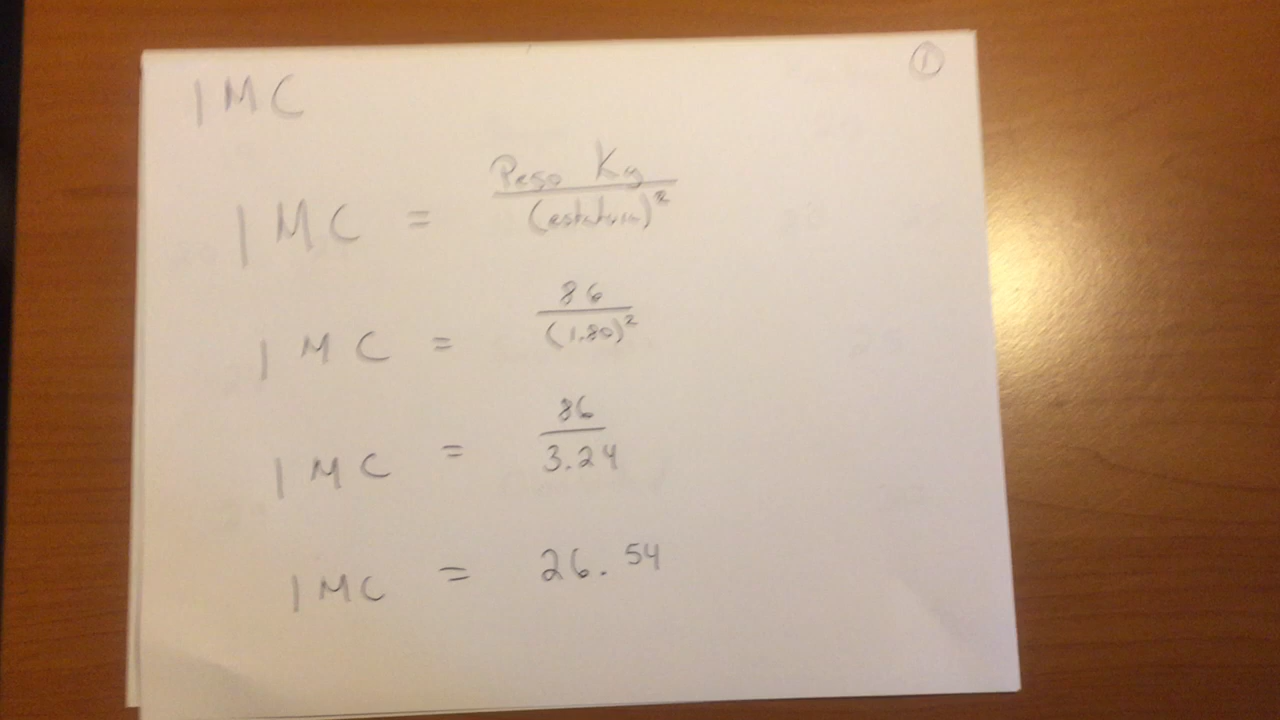 ①
IMC
IMC = Peso Kg
(estatura)²
IMC = 86
(1.80)²
IMC = 86
3.24
IMC = 26.54